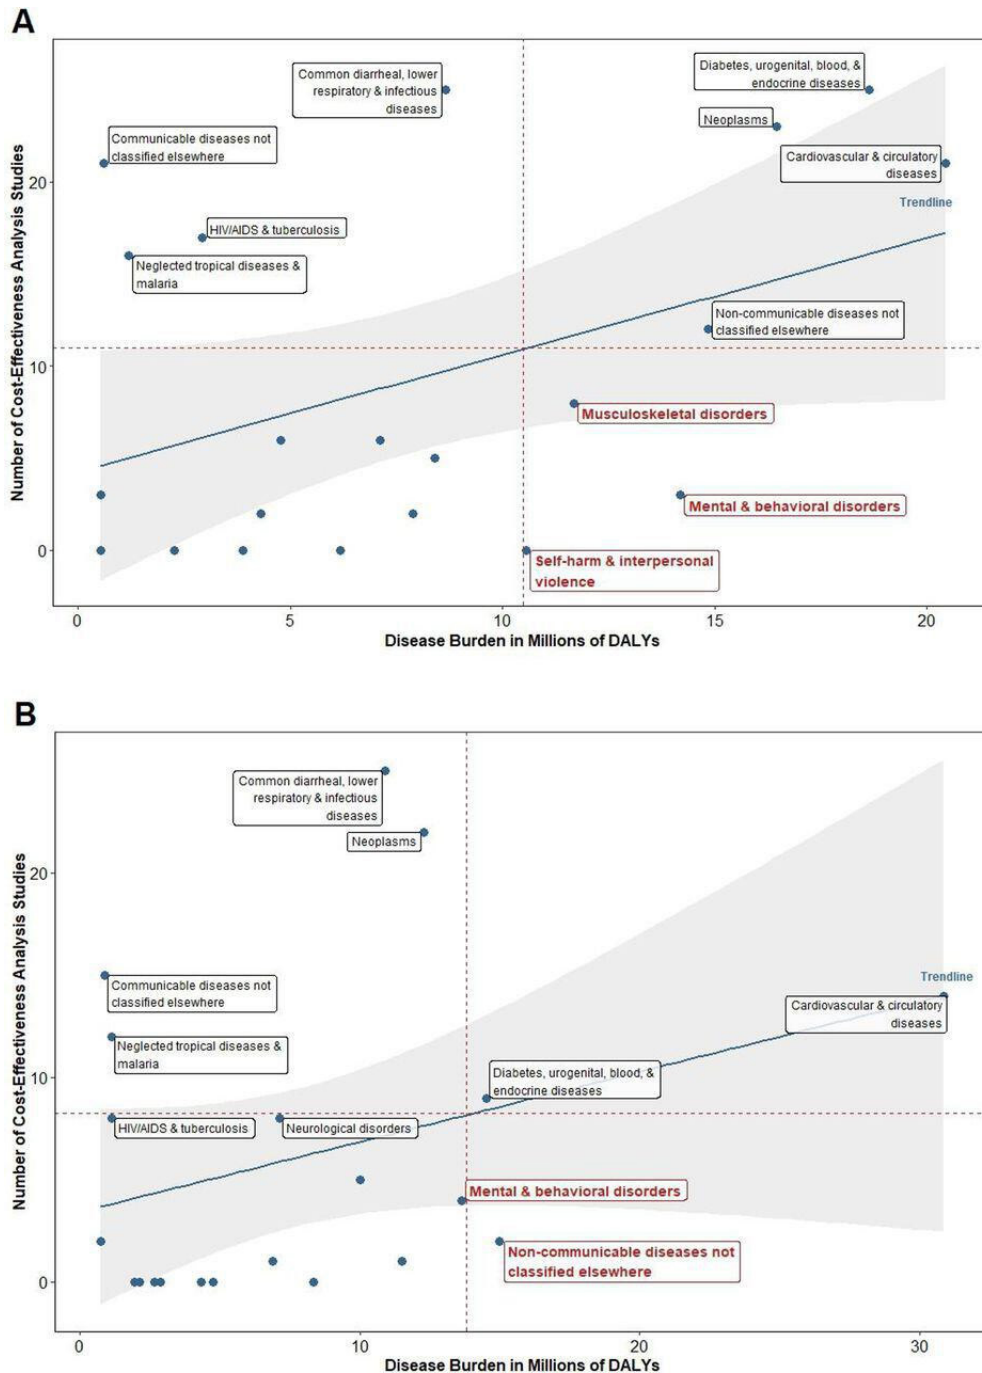 A
Number of Cost-Effectiveness Analysis Studies
20
10
0
Common diarrheal, lower
respiratory & infectious
diseases
Diabetes, urogenital, blood, &
endocrine diseases
Neoplasms
Communicable diseases not
classified elsewhere
Cardiovascular & circulatory
diseases
Trendline
HIV/AIDS & tuberculosis
Neglected tropical diseases &
malaria
Non-communicable diseases not
classified elsewhere
Musculoskeletal disorders
Mental & behavioral disorders
Self-harm & interpersonal
violence
0
5
10
15
20
Disease Burden in Millions of DALYs
B
Number of Cost-Effectiveness Analysis Studies
20
10
0
Common diarrheal, lower
respiratory & infectious
diseases
Neoplasms
Communicable diseases not
classified elsewhere
Trendline
Cardiovascular & circulatory
diseases
Neglected tropical diseases &
malaria
Diabetes, urogenital, blood, &
endocrine diseases
HIV/AIDS & tuberculosis
Neurological disorders
Mental & behavioral disorders
Non-communicable diseases not
classified elsewhere
0
10
20
30
Disease Burden in Millions of DALYs